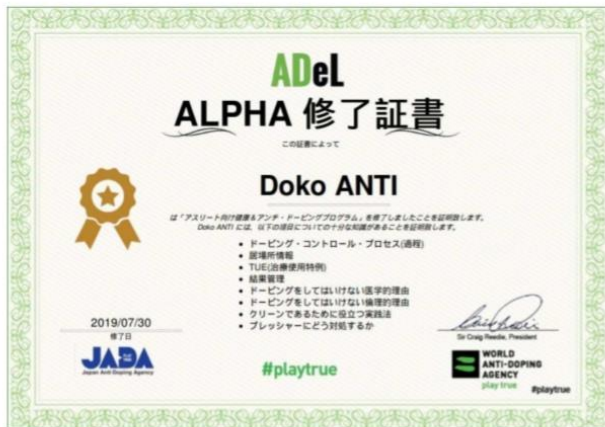 ADeL
ALPHA 修了証書
この証書によって
Doko ANTI
は「アスリート向け健康&アンチ・ドーピングプログラム」を修了しましたことを証明致します。
Doko ANTI には、以下の項目についての十分な知識があることを証明致します。
• ドーピング・コントロール・プロセス(過程)
• 居場所情報
• TUE(治療使用特例)
• 結果管理
• ドーピングをしてはいけない医学的理由
• ドーピングをしてはいけない倫理的理由
• クリーンであるために役立つ実践法
• プレッシャーにどう対処するか
2019/07/30
修了日
JADA
Japan Anti-Doping Agency
#playtrue
Sir Craig Reedie, President
WORLD
ANTI-DOPING
AGENCY
play true
#playtrue